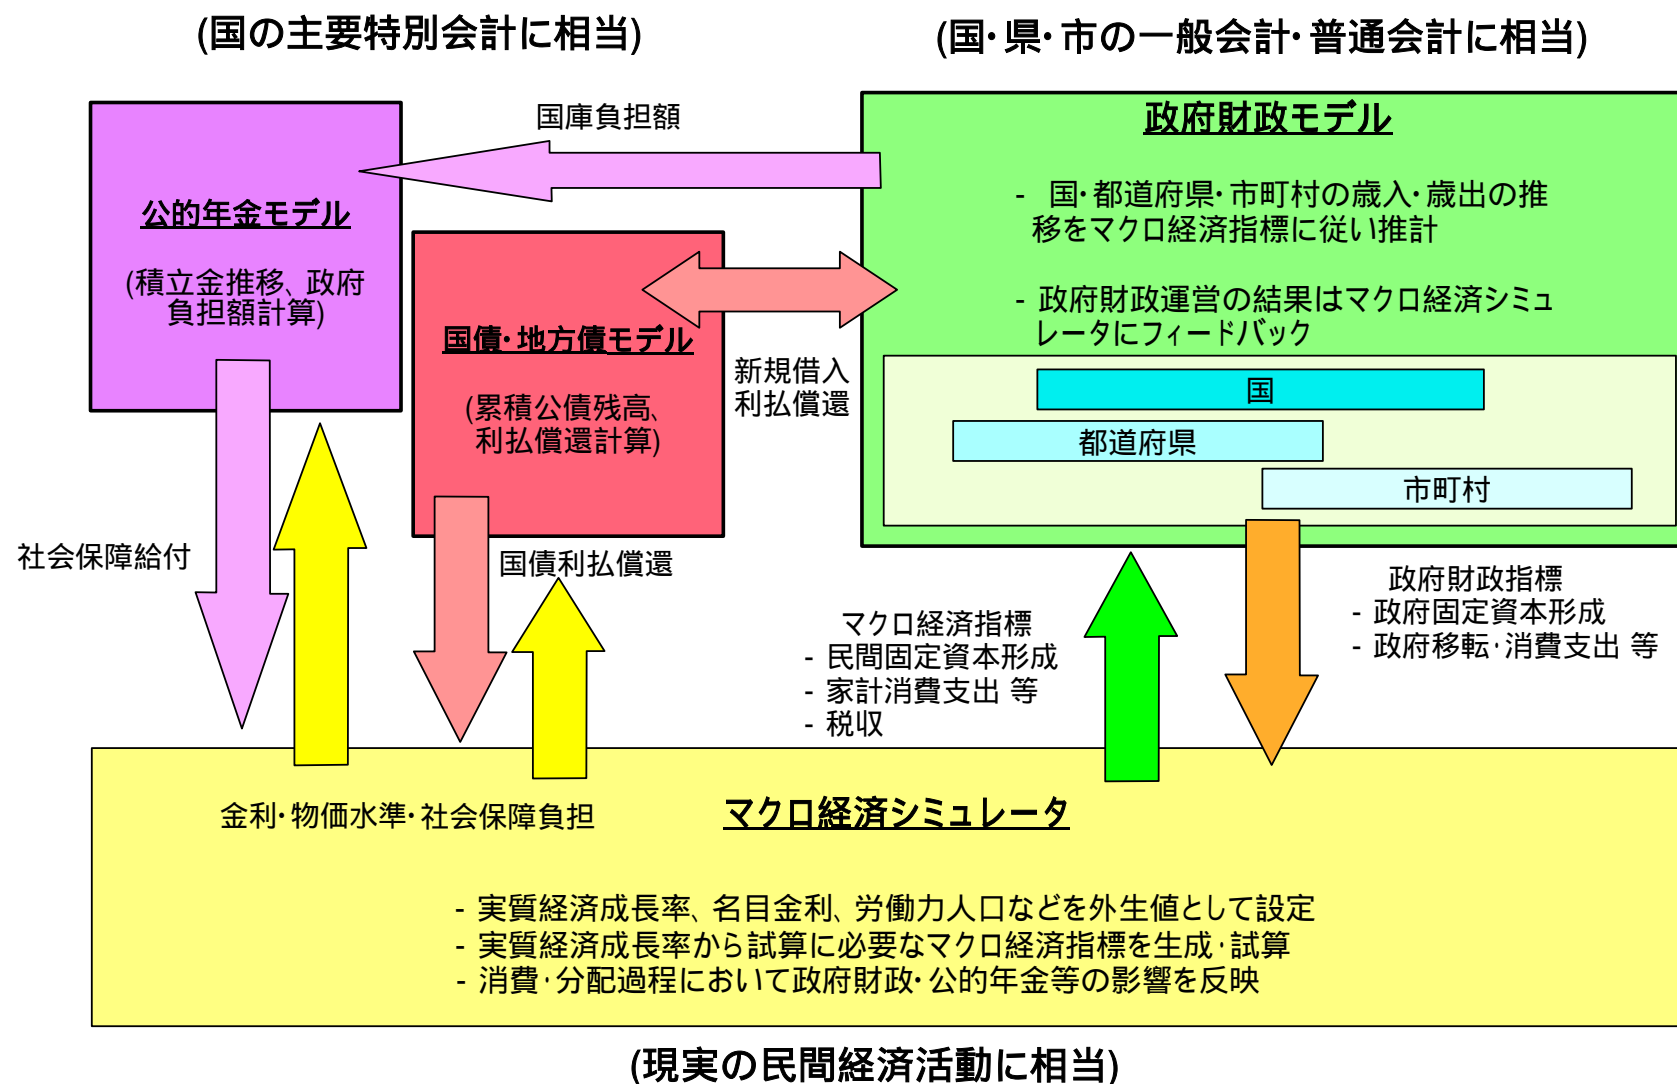 (国の主要特別会計に相当)
(国・県・市の一般会計・普通会計に相当)
国庫負担額
政府財政モデル
- 国・都道府県・市町村の歳入・歳出の推
移をマクロ経済指標に従い推計
- 政府財政運営の結果はマクロ経済シミュ
レータにフィードバック
国
都道府県
市町村
公的年金モデル
(積立金推移、政府
負担額計算)
国債・地方債モデル
(累積公債残高、
利払償還計算)
新規借入
利払償還
社会保障給付
国債利払償還
マクロ経済指標
- 民間固定資本形成
- 家計消費支出 等
- 税収
政府財政指標
- 政府固定資本形成
- 政府移転・消費支出 等
金利・物価水準・社会保障負担
マクロ経済シミュレータ
- 実質経済成長率、名目金利、労働力人口などを外生値として設定
- 実質経済成長率から試算に必要なマクロ経済指標を生成・試算
- 消費・分配過程において政府財政・公的年金等の影響を反映
(現実の民間経済活動に相当)